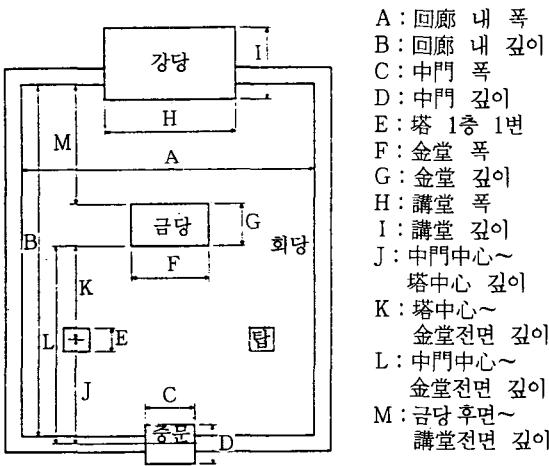 강당
I
H
M
A
금당
G
B
회당
F
K
L
E
탑
J
C
중문
D
A : 回廊 내 폭
B : 回廊 내 깊이
C : 中門 폭
D : 中門 깊이
E : 塔 1층 1변
F : 金堂 폭
G : 金堂 깊이
H : 講堂 폭
I : 講堂 깊이
J : 中門中心~
塔中心 깊이
K : 塔中心~
金堂전면 깊이
L : 中門中心~
金堂전면 깊이
M : 금당 후면~
講堂전면 깊이